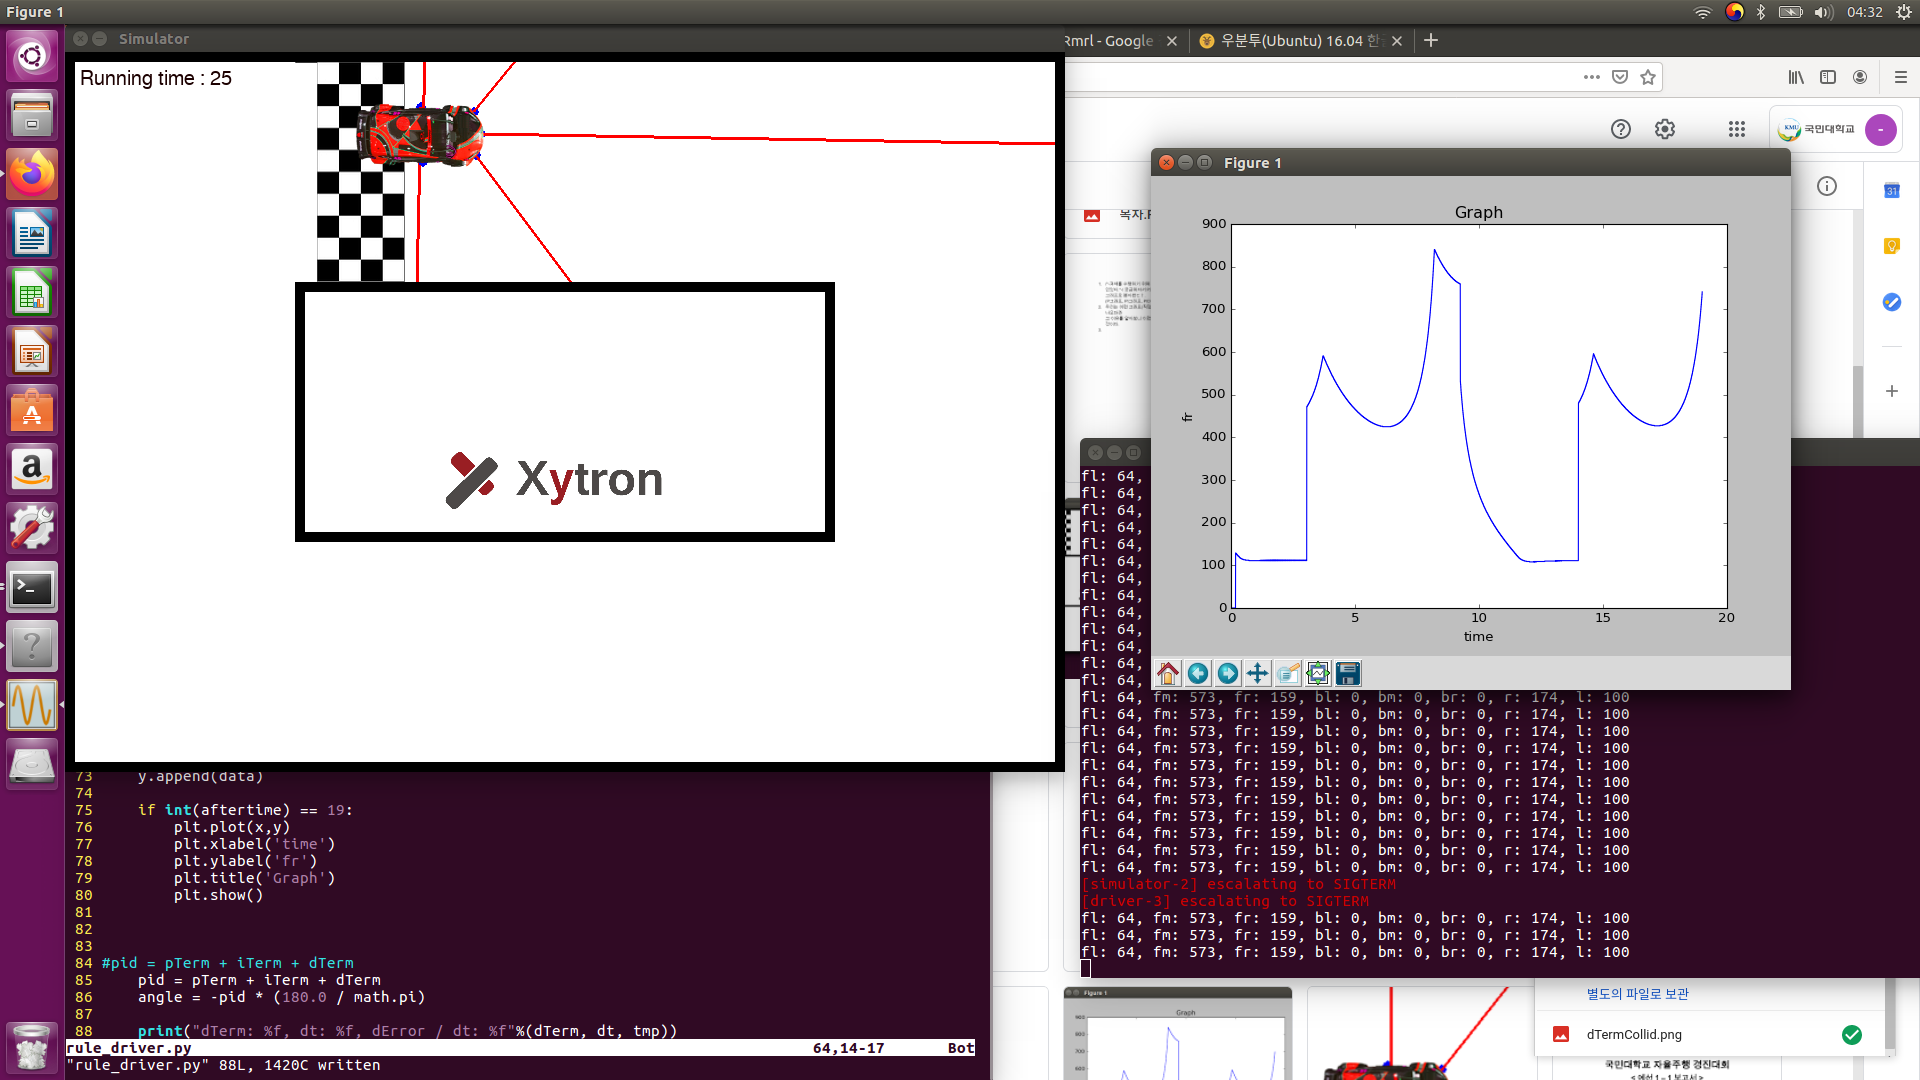 Figure 1
04:32
Simulator
Rmrl - Google
우분투(Ubuntu) 16.04 한
Running time : 25
Xytron
국민대학교
Figure 1
Graph
900
800
700
600
500
400
300
200
100
0
0
5
10
15
20
fr
time
31
fl: 64,
fl: 64,
fl: 64,
fl: 64,
fl: 64,
fl: 64,
fl: 64,
fl: 64,
fl: 64,
fl: 64,
fl: 64,
fl: 64,
fl: 64,
fl: 64, fm: 573, fr: 159, bl: 0, bm: 0, br: 0, r: 174, l: 100
fl: 64, fm: 573, fr: 159, bl: 0, bm: 0, br: 0, r: 174, l: 100
fl: 64, fm: 573, fr: 159, bl: 0, bm: 0, br: 0, r: 174, l: 100
fl: 64, fm: 573, fr: 159, bl: 0, bm: 0, br: 0, r: 174, l: 100
fl: 64, fm: 573, fr: 159, bl: 0, bm: 0, br: 0, r: 174, l: 100
fl: 64, fm: 573, fr: 159, bl: 0, bm: 0, br: 0, r: 174, l: 100
fl: 64, fm: 573, fr: 159, bl: 0, bm: 0, br: 0, r: 174, l: 100
fl: 64, fm: 573, fr: 159, bl: 0, bm: 0, br: 0, r: 174, l: 100
fl: 64, fm: 573, fr: 159, bl: 0, bm: 0, br: 0, r: 174, l: 100
fl: 64, fm: 573, fr: 159, bl: 0, bm: 0, br: 0, r: 174, l: 100
fl: 64, fm: 573, fr: 159, bl: 0, bm: 0, br: 0, r: 174, l: 100
[simulator-2] escalating to SIGTERM
[driver-3] escalating to SIGTERM
fl: 64, fm: 573, fr: 159, bl: 0, bm: 0, br: 0, r: 174, l: 100
fl: 64, fm: 573, fr: 159, bl: 0, bm: 0, br: 0, r: 174, l: 100
fl: 64, fm: 573, fr: 159, bl: 0, bm: 0, br: 0, r: 174, l: 100
73 y.append(data)
74
75 if int(aftertime) == 19:
76 plt.plot(x,y)
77 plt.xlabel('time')
78 plt.ylabel('fr')
79 plt.title('Graph')
80 plt.show()
81
82
83
84 #pid = pTerm + iTerm + dTerm
85 pid = pTerm + iTerm + dTerm
86 angle = -pid * (180.0 / math.pi)
87
88 print("dTerm: %f, dt: %f, dError / dt: %f"%(dTerm, dt, tmp))
rule_driver.py 64,14-17 Bot
"rule_driver.py" 88L, 1420C written
Figure 1
Graph
별도의 파일로 보관
dTermCollid.png
국민대학교 자율주행 경진대회